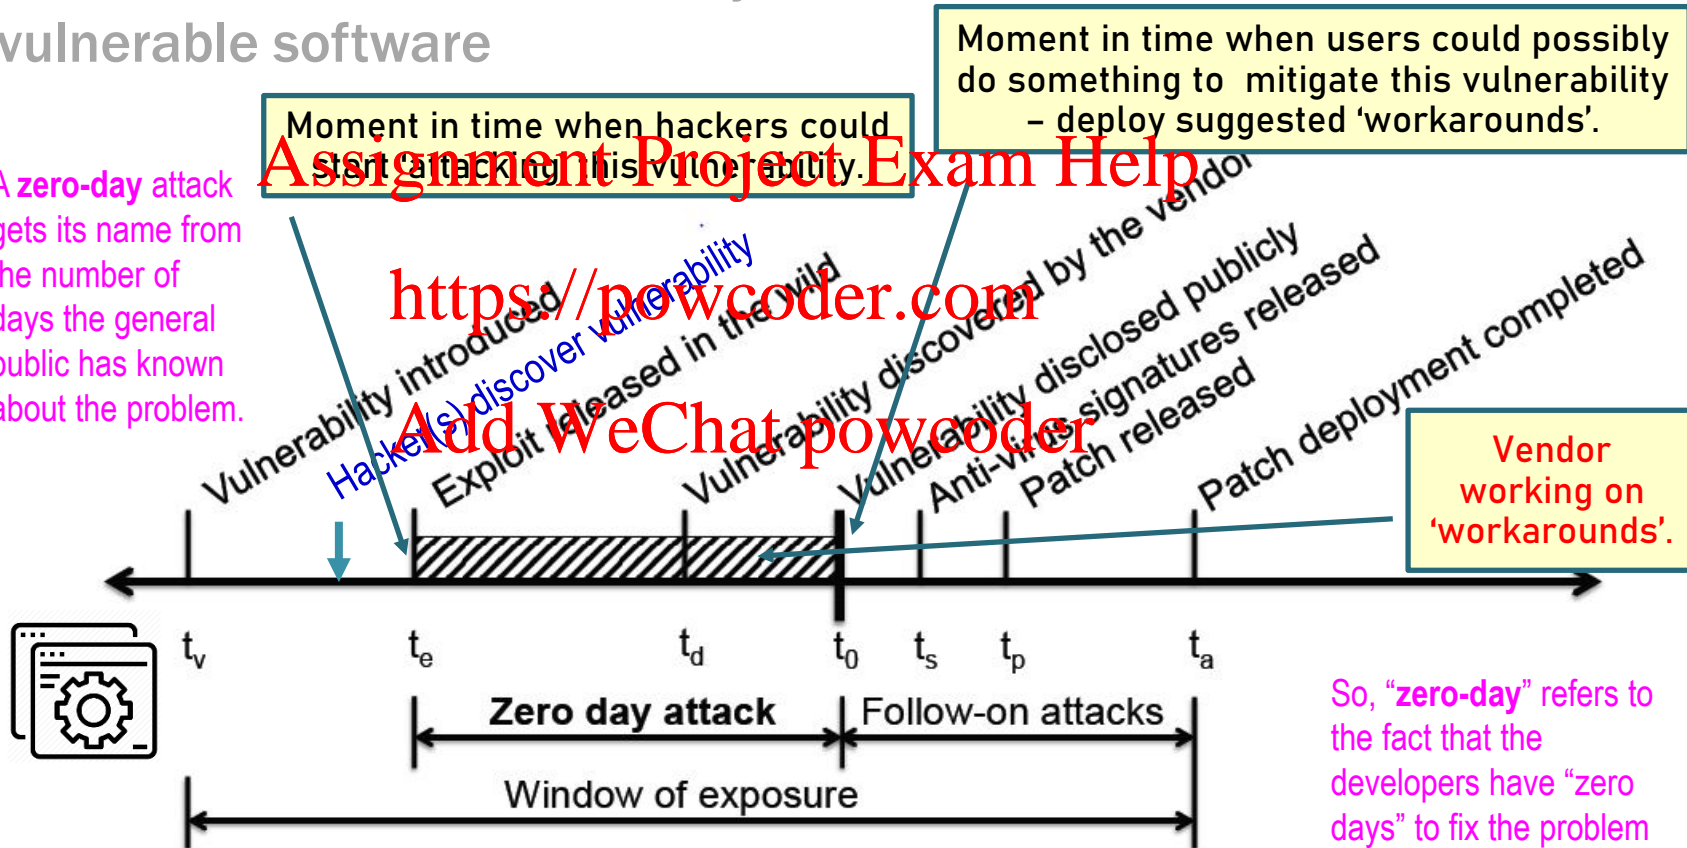 vulnerable software
Moment in time when users could possibly
do something to mitigate this vulnerability
– deploy suggested ‘workarounds’.
Moment in time when hackers could
start ‘attacking’ this vulnerability.
Assignment Project Exam Help
A zero-day attack
gets its name from
the number of
days the general
public has known
about the problem.
https://powcoder.com
Add WeChat powcoder
Vulnerability introduced
Hacker(s) discover vulnerability
Exploit released in the wild
Vulnerability discovered by the vendor
Vulnerability disclosed publicly
Anti-virus signatures released
Patch released
Patch deployment completed
Vendor
working on
‘workarounds’.
tv te td t0 ts tp ta
Zero day attack Follow-on attacks
Window of exposure
So, “zero-day” refers to
the fact that the
developers have “zero
days” to fix the problem